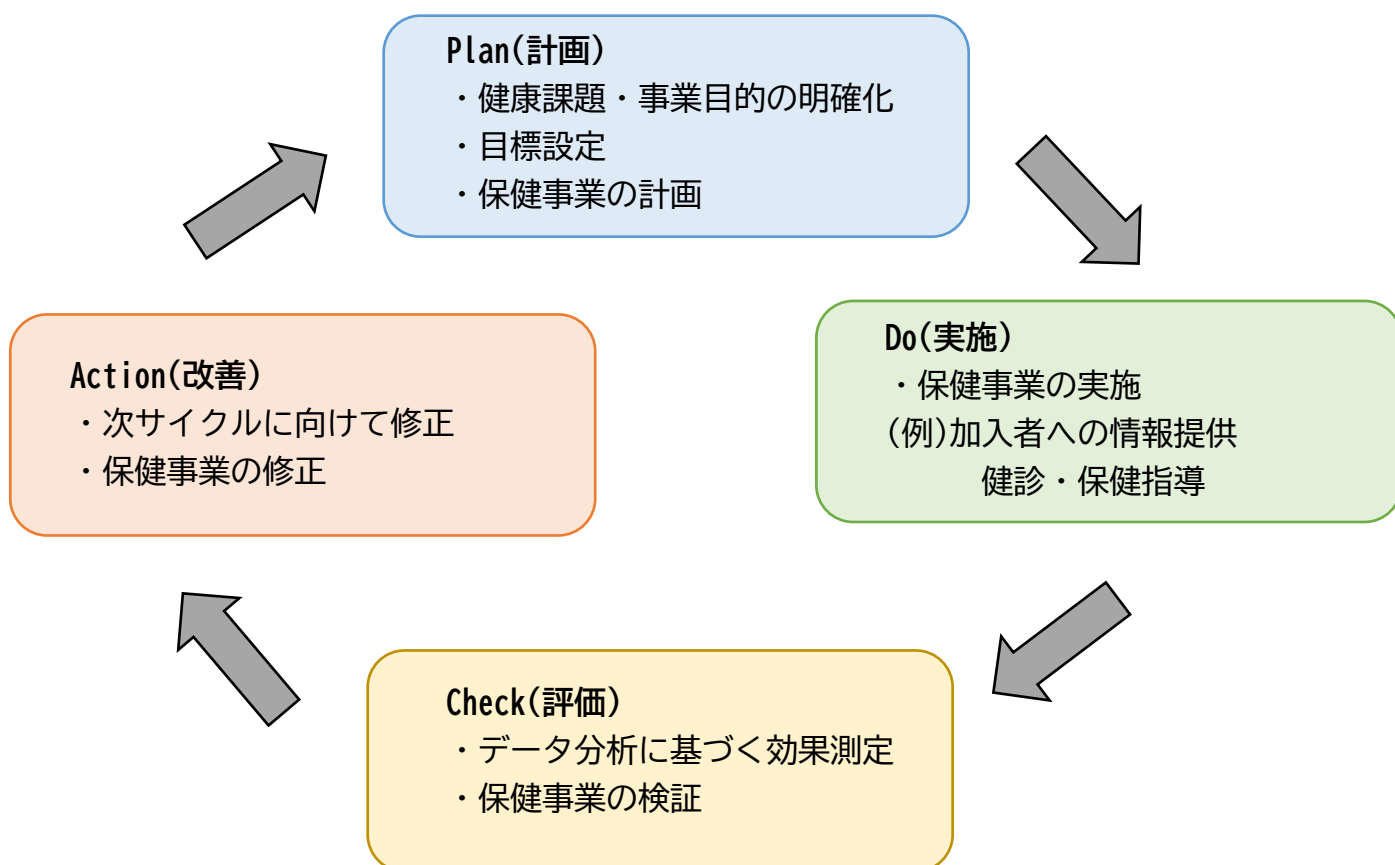 Plan(計画)
・健康課題・事業目的の明確化
・目標設定
・保健事業の計画
Do(実施)
・保健事業の実施
(例)加入者への情報提供
健診・保健指導
Check(評価)
・データ分析に基づく効果測定
・保健事業の検証
Action(改善)
・次サイクルに向けて修正
・保健事業の修正